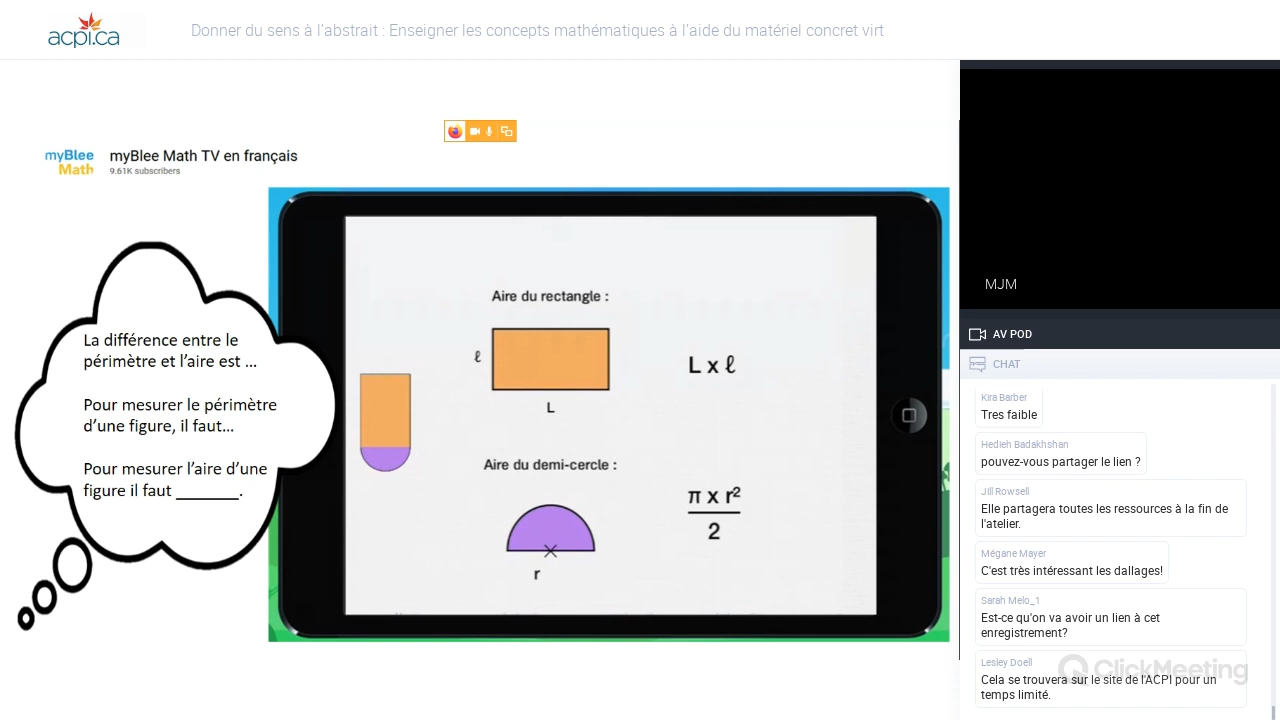 acpi.ca
Donner du sens à l'abstrait : Enseigner les concepts mathématiques à l'aide du matériel concret virt
myBlee
Math
myBlee Math TV en français
9.61K subscribers
La différence entre le
périmètre et l'aire est ...
Pour mesurer le périmètre
d'une figure, il faut...
Pour mesurer l'aire d'une
figure il faut ________.
Aire du rectangle :
ℓ
L
L x ℓ
Aire du demi-cercle :
r
π x r²
2
MJM
AV POD
CHAT
Kira Barber
Tres faible
Hedieh Badakhshan
pouvez-vous partager le lien ?
Jill Rowsell
Elle partagera toutes les ressources à la fin de
l'atelier.
Mégane Mayer
C'est très intéressant les dallages!
Sarah Melo_1
Est-ce qu'on va avoir un lien à cet
enregistrement?
Lesley Doell
Cela se trouvera sur le site de l'ACPI pour un
temps limité.
ClickMeeting